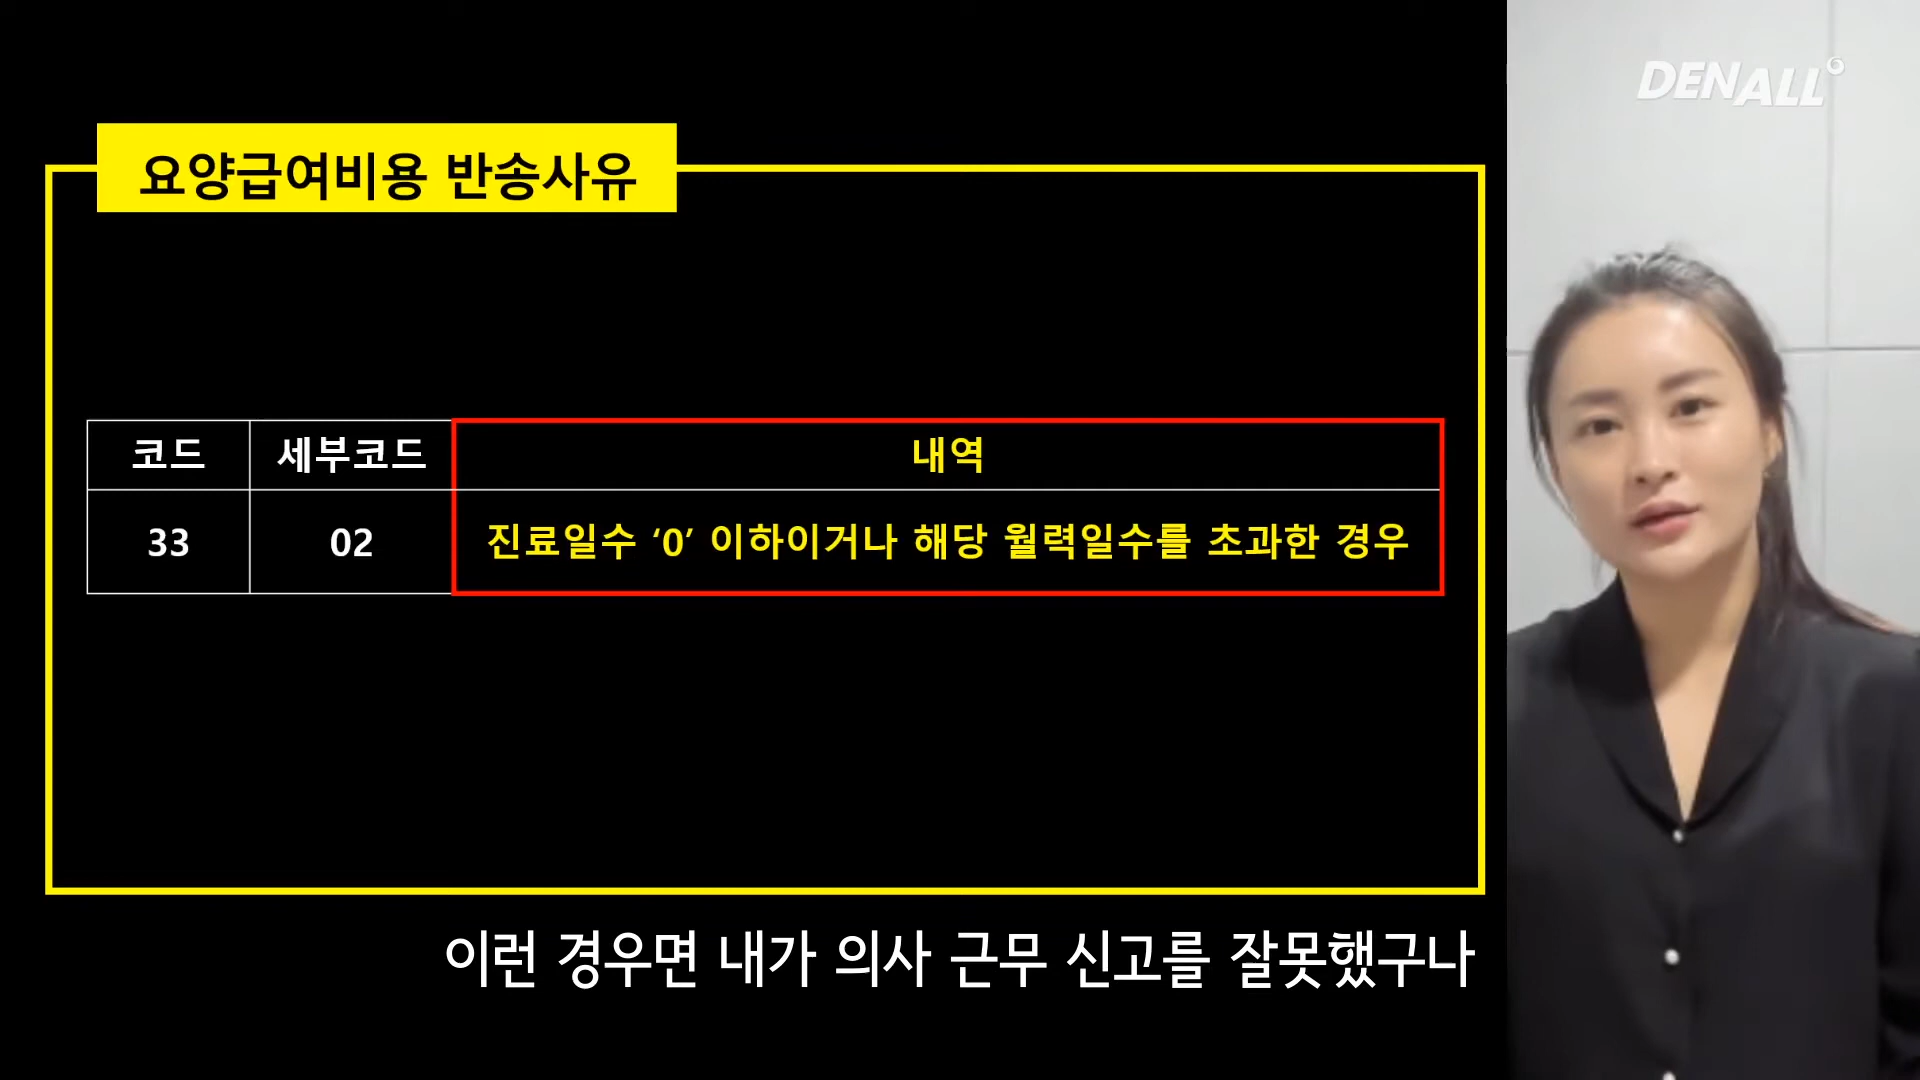 DENALL
요양급여비용 반송사유
코드 세부코드 내역
33 02 진료일수 ‘0’ 이하이거나 해당 월력일수를 초과한 경우
이런 경우면 내가 의사 근무 신고를 잘못했구나